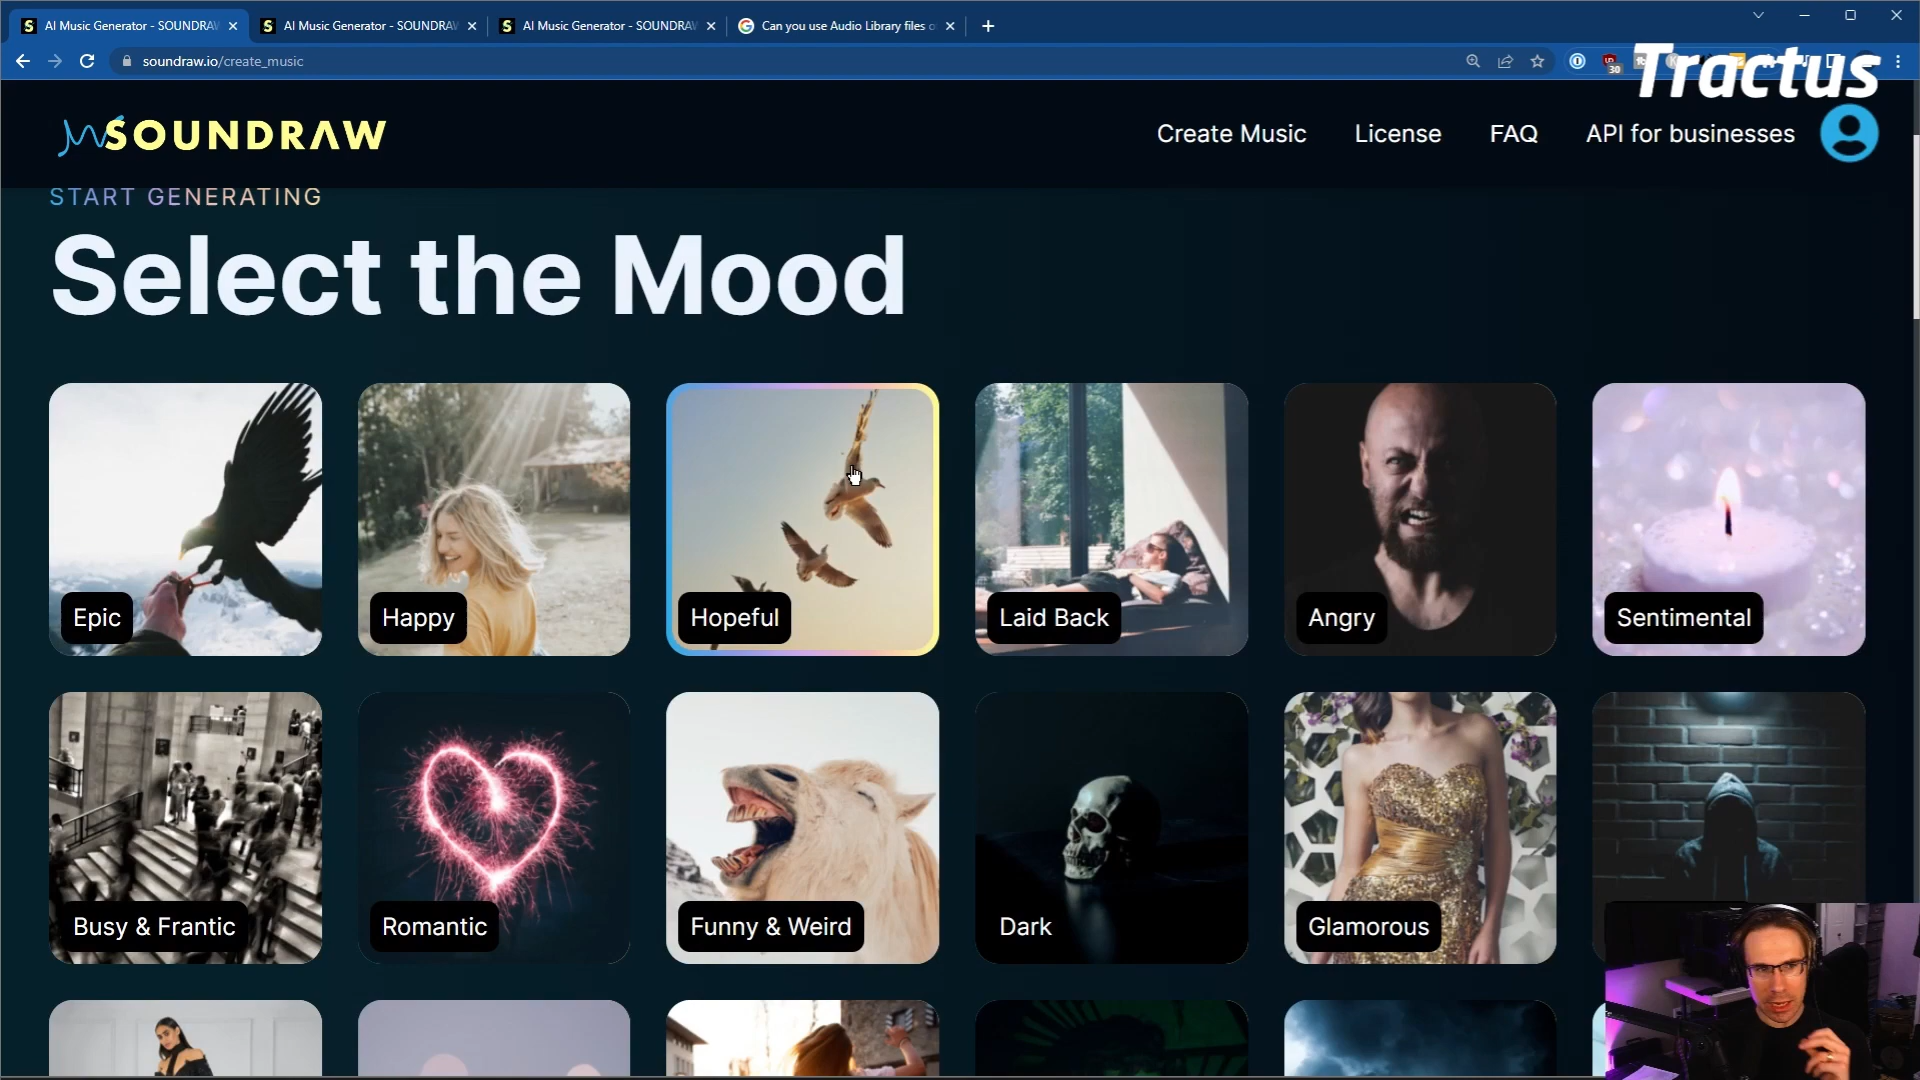 AI Music Generator - SOUNDRAW
AI Music Generator - SOUNDRAW
AI Music Generator - SOUNDRAW
Can you use Audio Library files o
soundraw.io/create_music
30
Tractus
SOUNDRAW
Create Music
License
FAQ
API for businesses
START GENERATING
Select the Mood
Epic
Happy
Hopeful
Laid Back
Angry
Sentimental
Busy & Frantic
Romantic
Funny & Weird
Dark
Glamorous